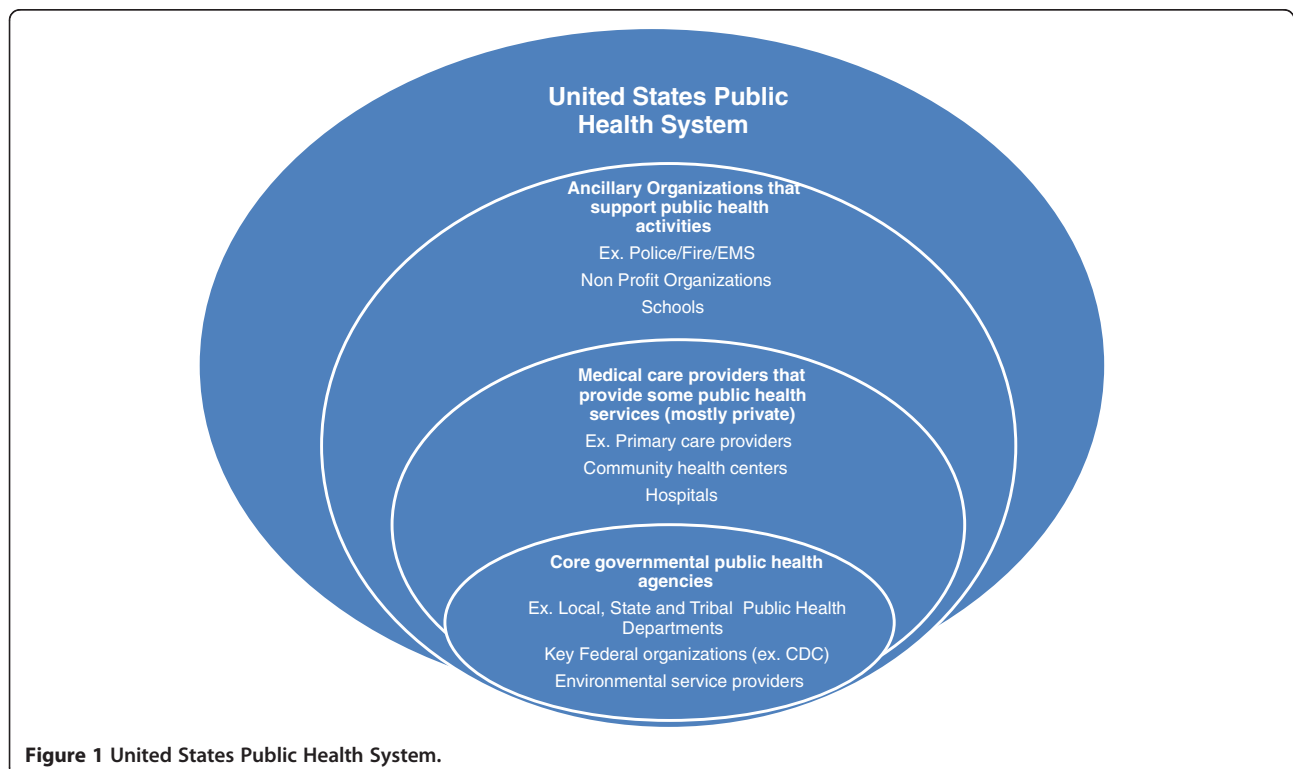 United States Public
Health System
Ancillary Organizations that
support public health
activities
Ex. Police/Fire/EMS
Non Profit Organizations
Schools
Medical care providers that
provide some public health
services (mostly private)
Ex. Primary care providers
Community health centers
Hospitals
Core governmental public health
agencies
Ex. Local, State and Tribal Public Health
Departments
Key Federal organizations (ex. CDC)
Environmental service providers
Figure 1 United States Public Health System.